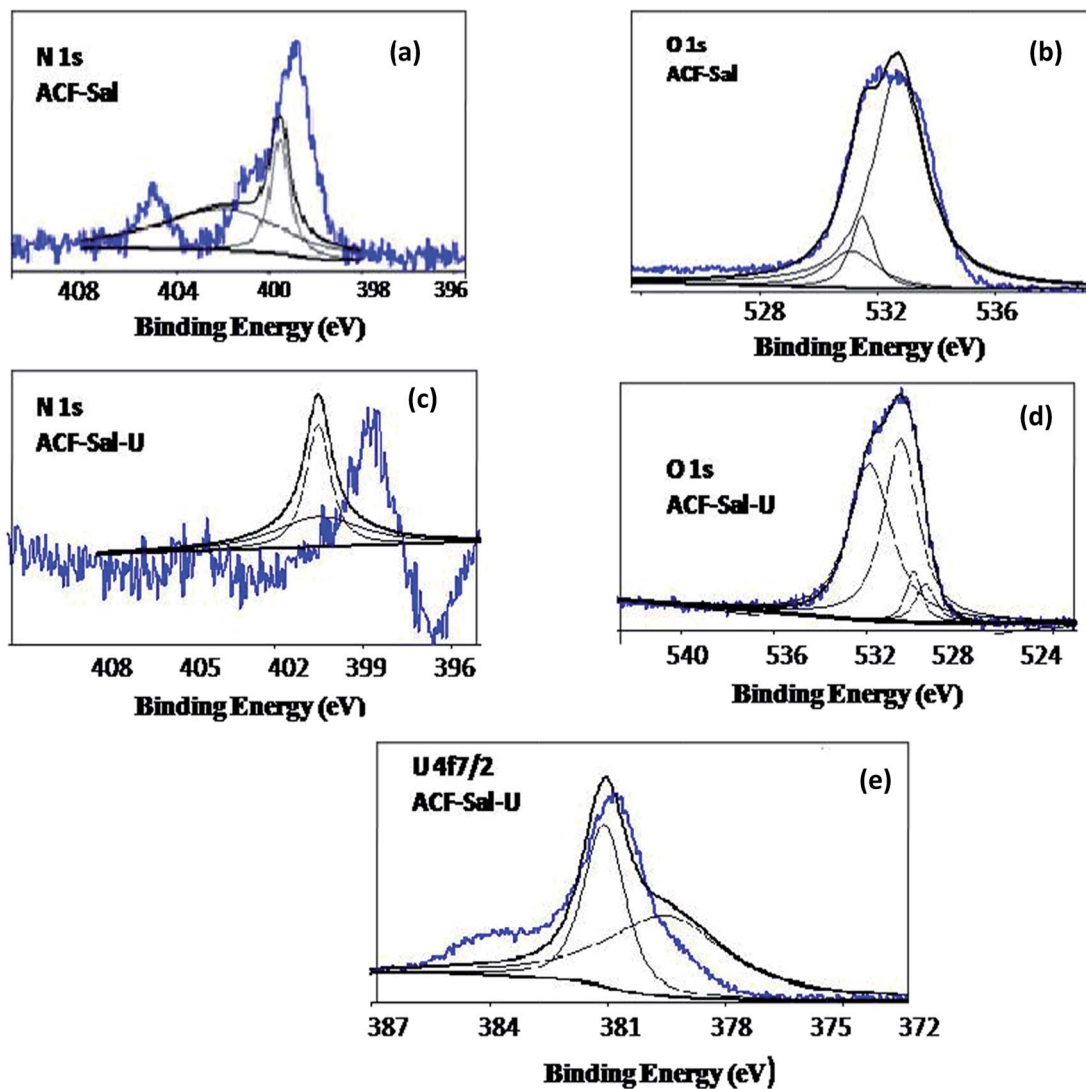 N 1s
ACF-Sal
(a)
408 404 400 398 396
Binding Energy (eV)
O 1s
ACF-Sal
(b)
528 532 536
Binding Energy (eV)
N 1s
ACF-Sal-U
(c)
408 405 402 399 396
Binding Energy (eV)
(d)
O 1s
ACF-Sal-U
540 536 532 528 524
Binding Energy (eV)
U 4f7/2
ACF-Sal-U
(e)
387 384 381 378 375 372
Binding Energy (eV)